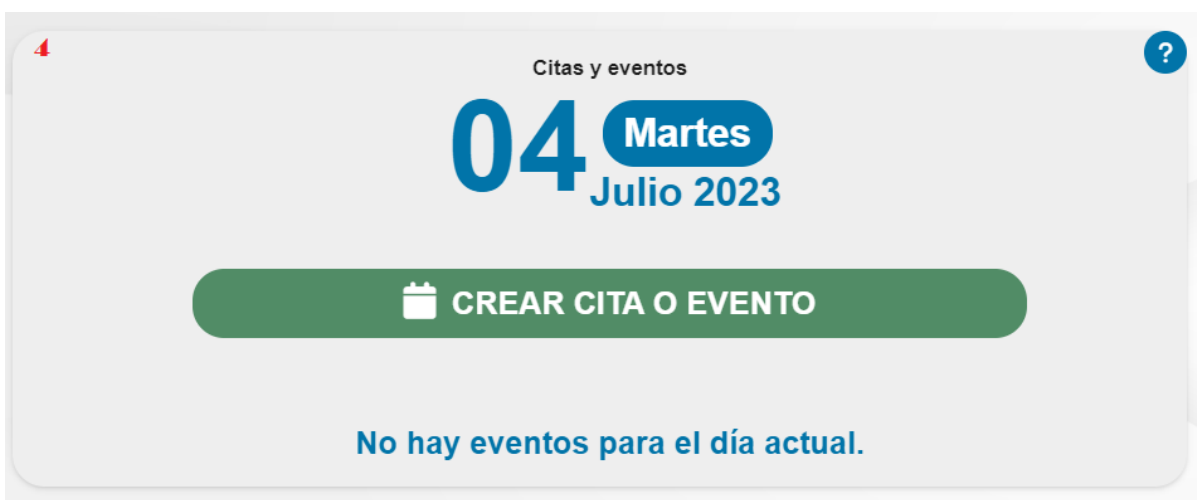 4
?
Citas y eventos
04 Martes
Julio 2023
CREAR CITA O EVENTO
No hay eventos para el día actual.